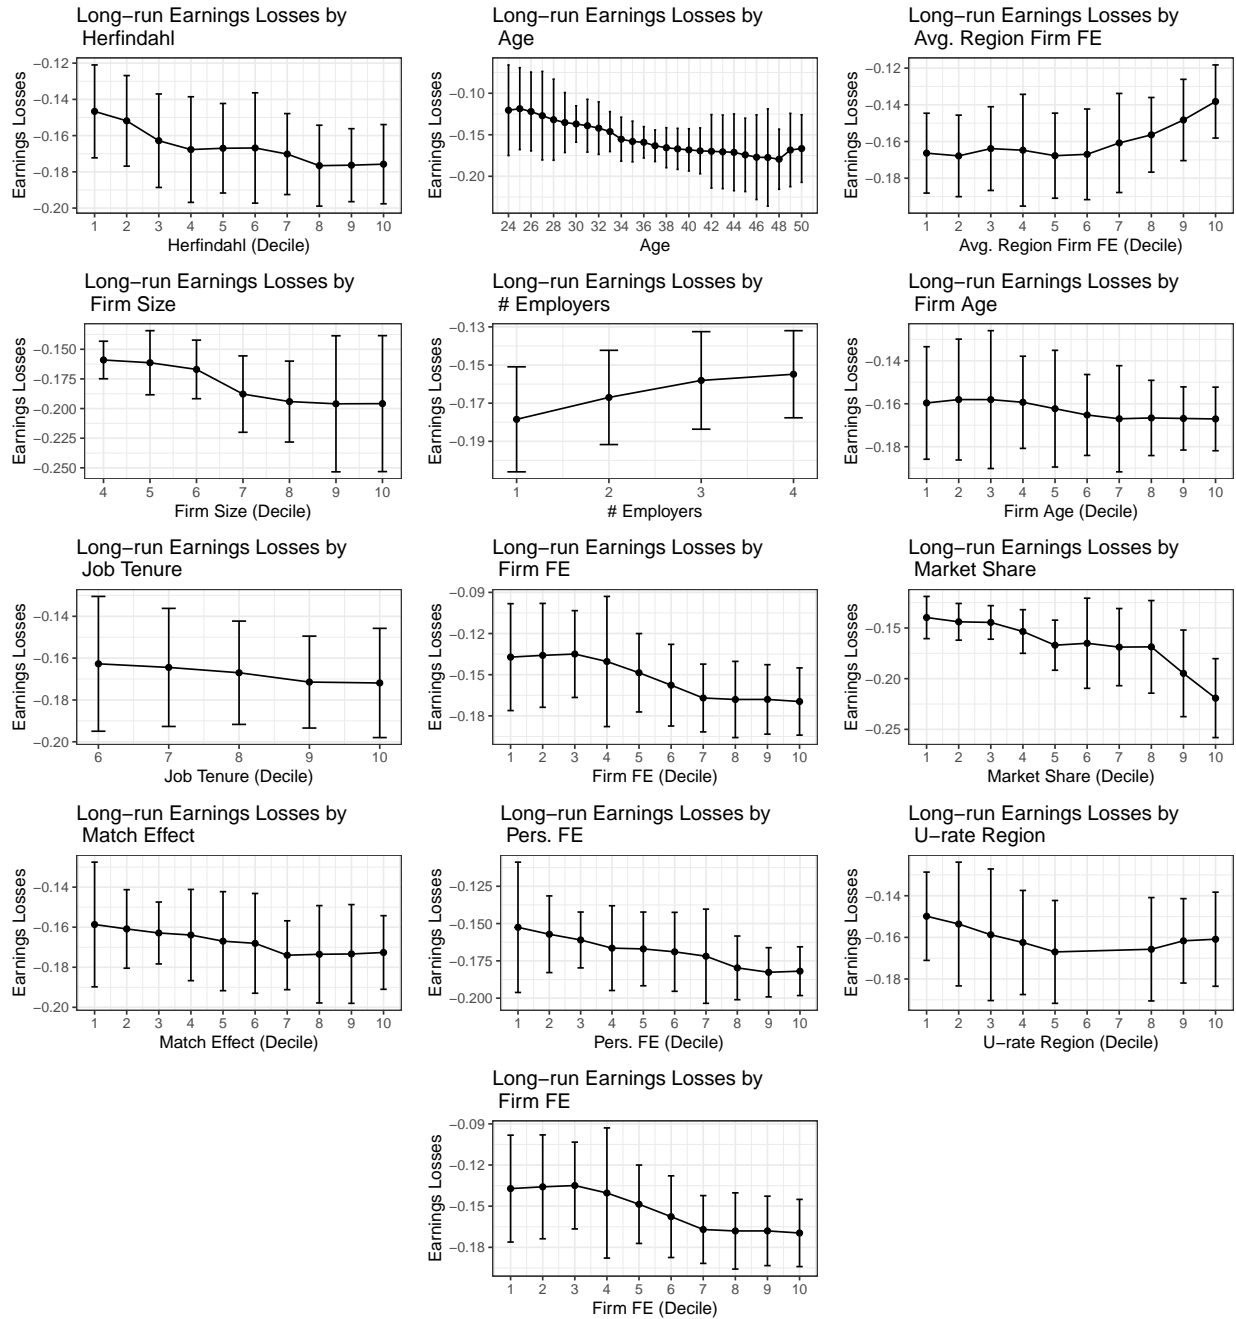 Long−run Earnings Losses by
Herfindahl
Earnings Losses
−0.12
−0.14
−0.16
−0.18
−0.20
1 2 3 4 5 6 7 8 9 10
Herfindahl (Decile)
Long−run Earnings Losses by
Age
Earnings Losses
−0.10
−0.15
−0.20
24 26 28 30 32 34 36 38 40 42 44 46 48 50
Age
Long−run Earnings Losses by
Avg. Region Firm FE
Earnings Losses
−0.12
−0.14
−0.16
−0.18
1 2 3 4 5 6 7 8 9 10
Avg. Region Firm FE (Decile)
Long−run Earnings Losses by
Firm Size
Earnings Losses
−0.150
−0.175
−0.200
−0.225
−0.250
4 5 6 7 8 9 10
Firm Size (Decile)
Long−run Earnings Losses by
# Employers
Earnings Losses
−0.13
−0.15
−0.17
−0.19
1 2 3 4
# Employers
Long−run Earnings Losses by
Firm Age
Earnings Losses
−0.14
−0.16
−0.18
1 2 3 4 5 6 7 8 9 10
Firm Age (Decile)
Long−run Earnings Losses by
Job Tenure
Earnings Losses
−0.14
−0.16
−0.18
−0.20
6 7 8 9 10
Job Tenure (Decile)
Long−run Earnings Losses by
Firm FE
Earnings Losses
−0.09
−0.12
−0.15
−0.18
1 2 3 4 5 6 7 8 9 10
Firm FE (Decile)
Long−run Earnings Losses by
Market Share
Earnings Losses
−0.15
−0.20
−0.25
1 2 3 4 5 6 7 8 9 10
Market Share (Decile)
Long−run Earnings Losses by
Match Effect
Earnings Losses
−0.14
−0.16
−0.18
−0.20
1 2 3 4 5 6 7 8 9 10
Match Effect (Decile)
Long−run Earnings Losses by
Pers. FE
Earnings Losses
−0.125
−0.150
−0.175
−0.200
1 2 3 4 5 6 7 8 9 10
Pers. FE (Decile)
Long−run Earnings Losses by
U−rate Region
Earnings Losses
−0.14
−0.16
−0.18
1 2 3 4 5 8 9 10
U−rate Region (Decile)
Long−run Earnings Losses by
Firm FE
Earnings Losses
−0.09
−0.12
−0.15
−0.18
1 2 3 4 5 6 7 8 9 10
Firm FE (Decile)